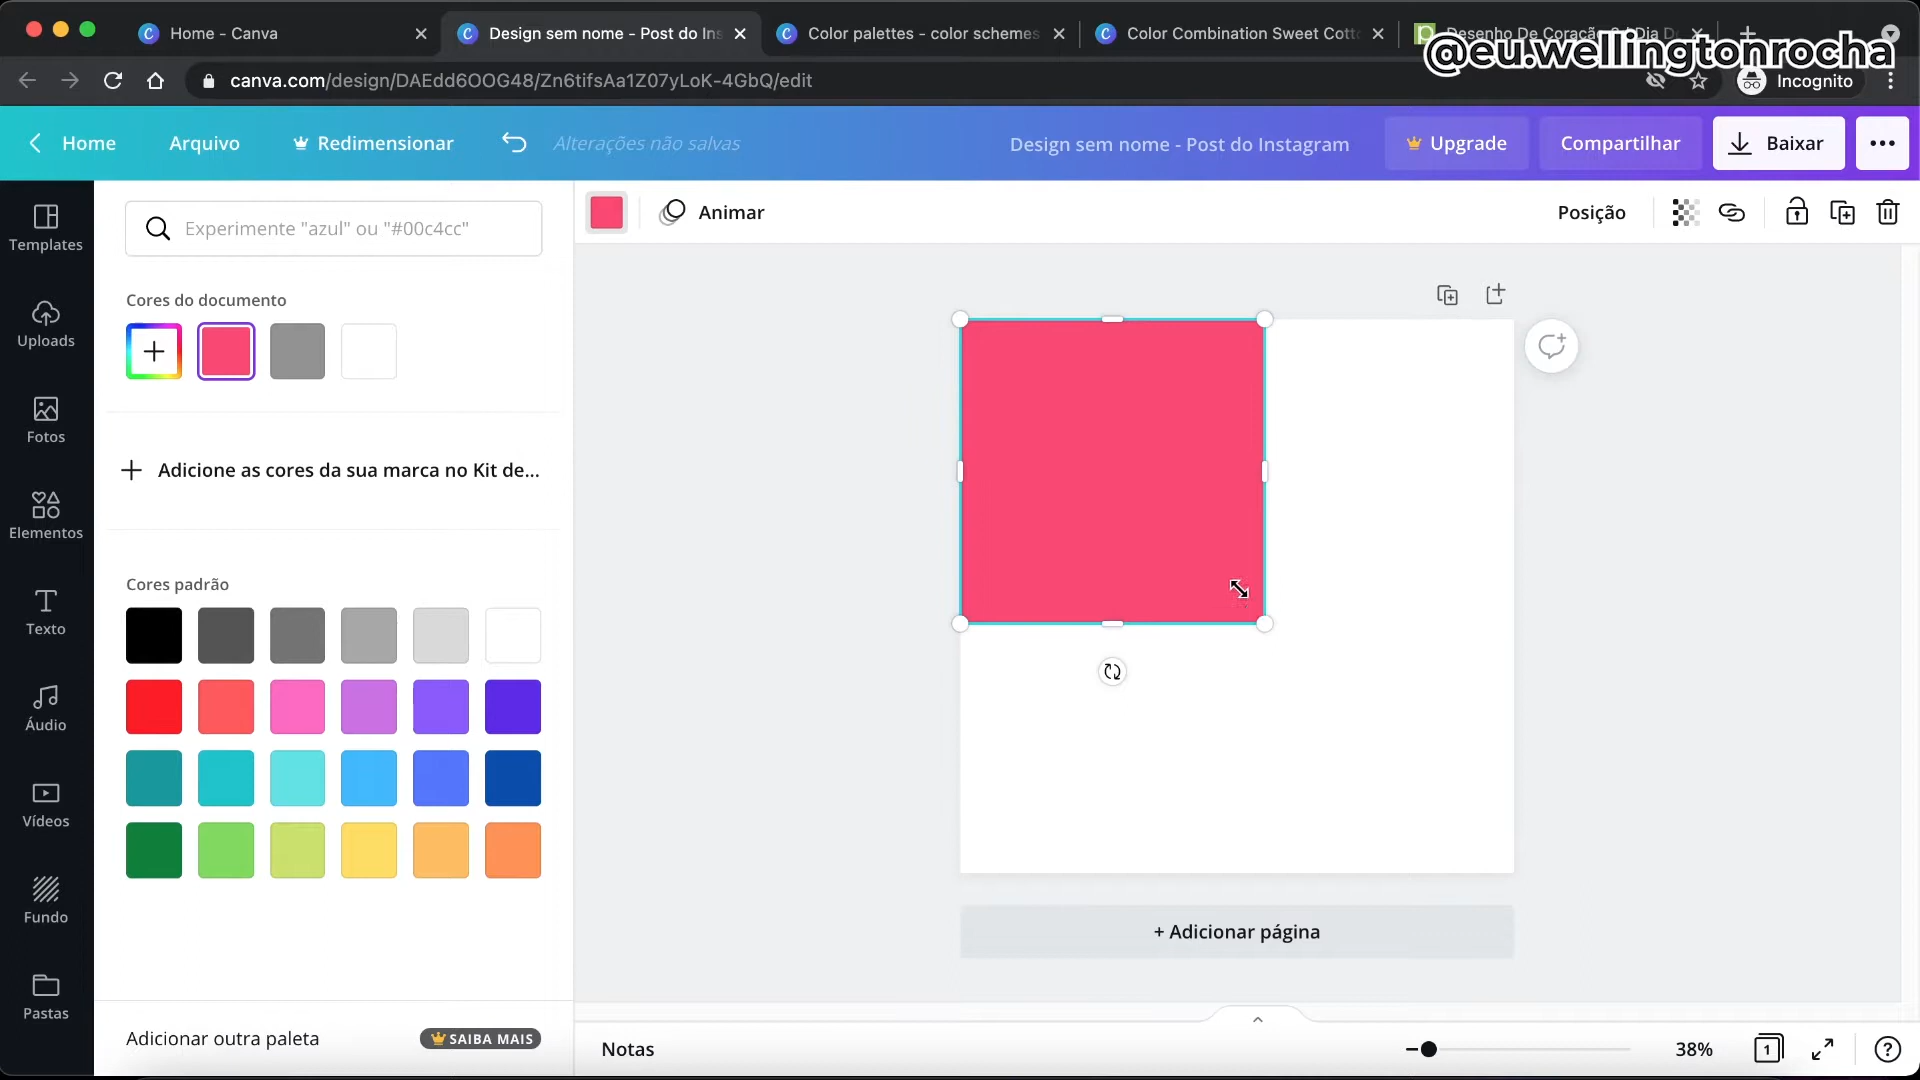 Home - Canva
Design sem nome - Post do Ins
Color palettes - color schemes
Color Combination Sweet Cott
Desenho De Coração
@eu.wellingtonrocha
canva.com/design/DAEdd6OOG48/Zn6tifsAa1Z07yLoK-4GbQ/edit
Incognito
Home
Arquivo
Redimensionar
Alterações não salvas
Design sem nome - Post do Instagram
Upgrade
Compartilhar
Baixar
Templates
Uploads
Fotos
Elementos
Texto
Áudio
Vídeos
Fundo
Pastas
Experimente "azul" ou "#00c4cc"
Cores do documento
Adicione as cores da sua marca no Kit de...
Cores padrão
Adicionar outra paleta
SAIBA MAIS
Animar
Posição
+ Adicionar página
Notas
38%
1
?